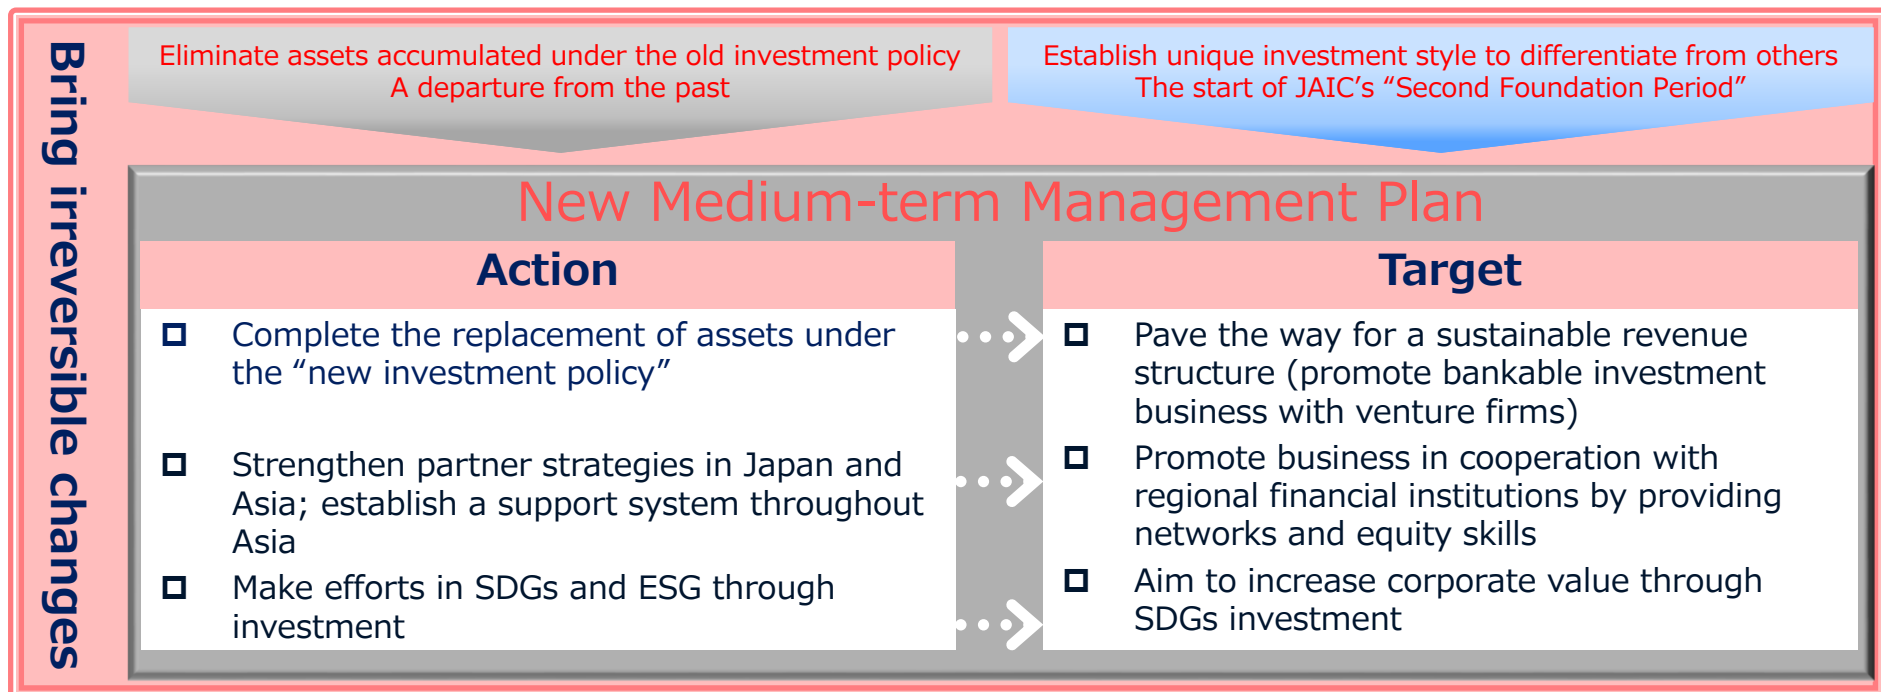 Bring irreversible changes
Eliminate assets accumulated under the old investment policy
A departure from the past
Establish unique investment style to differentiate from others
The start of JAIC’s “Second Foundation Period”
New Medium-term Management Plan
Action
Complete the replacement of assets under
the “new investment policy”
Strengthen partner strategies in Japan and
Asia; establish a support system throughout
Asia
Make efforts in SDGs and ESG through
investment
Target
Pave the way for a sustainable revenue
structure (promote bankable investment
business with venture firms)
Promote business in cooperation with
regional financial institutions by providing
networks and equity skills
Aim to increase corporate value through
SDGs investment